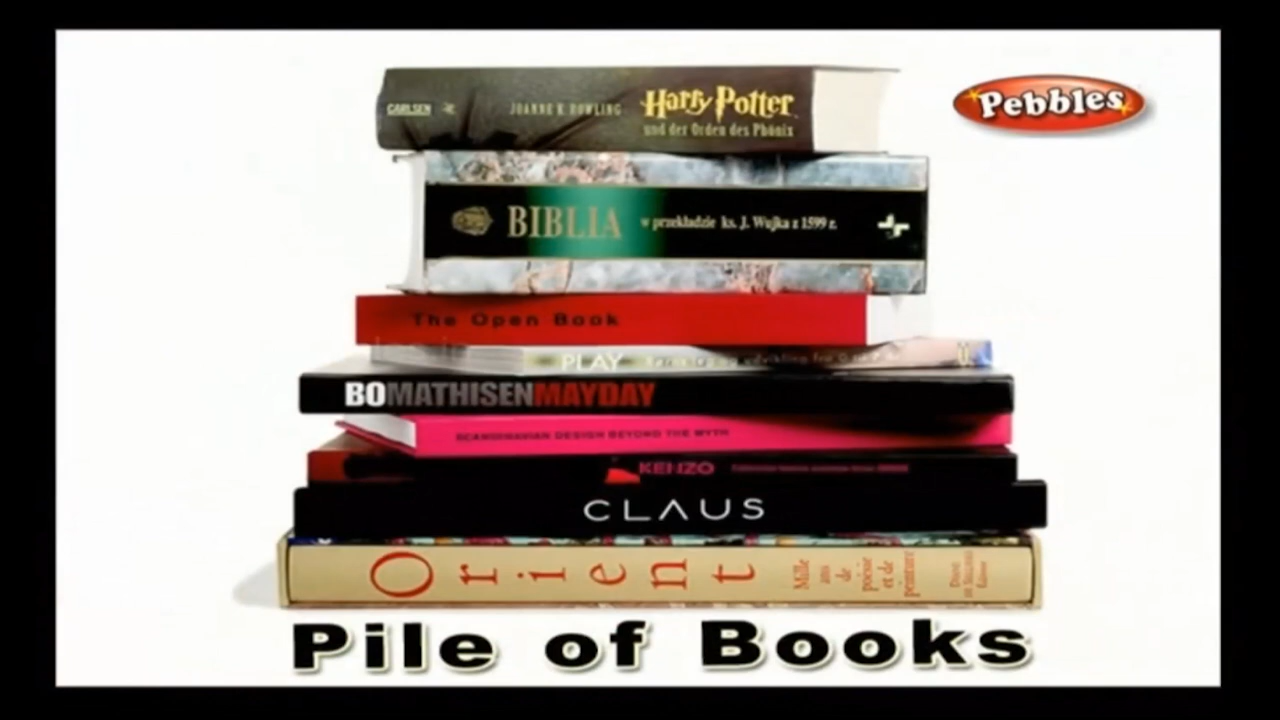 Pebbles
CARLSEN JOANNE K. ROWLING Harry Potter
und der Orden des Phönix
BIBLIA w przekładzie ks. J. Wujka z 1599 r.
The Open Book
PLAY
BOMATHISENMAYDAY
SCANDINAVIAN DESIGN BEYOND THE MYTH
KENZO
CLAUS
Orient Mille ans de poésie et de peinture
Pile of Books